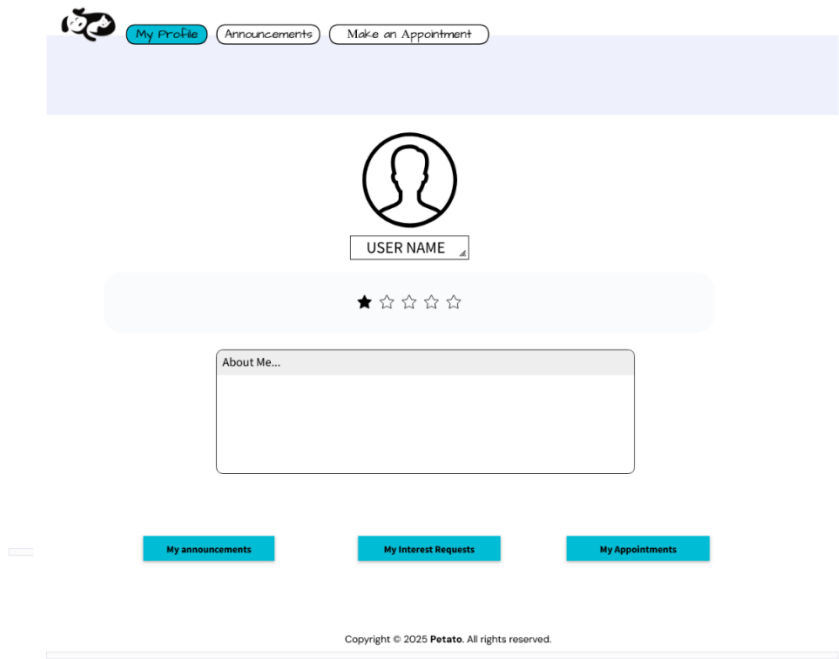 My Profile Announcements Make an Appointment
USER NAME
About Me...
My announcements My Interest Requests My Appointments
Copyright © 2025 Petato. All rights reserved.